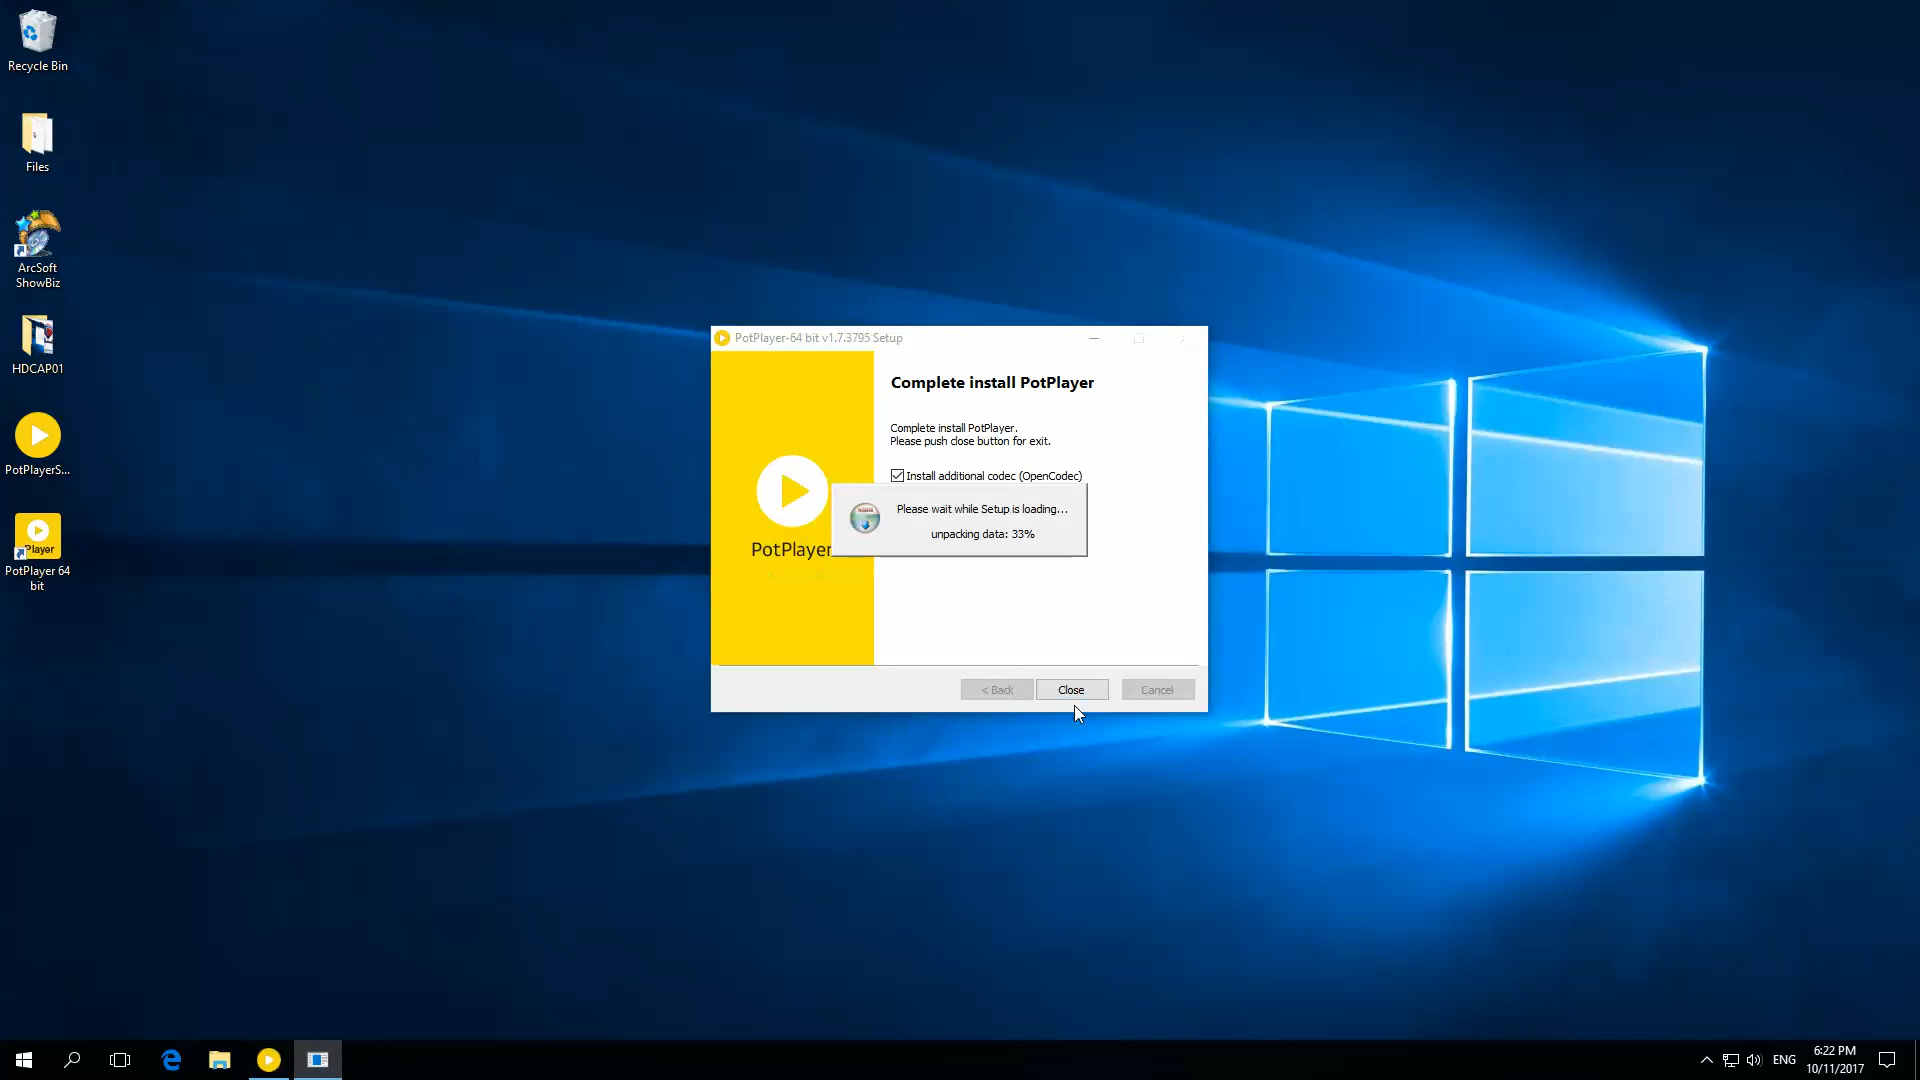 Recycle Bin
Files
ArcSoft
ShowBiz
HDCAP01
PotPlayerS...
Player
PotPlayer 64
bit
PotPlayer-64 bit v1.7.3795 Setup
Complete install PotPlayer
Complete install PotPlayer.
Please push close button for exit.
Install additional codec (OpenCodec)
Please wait while Setup is loading...
unpacking data: 33%
PotPlayer
< Back
Close
Cancel
ENG
6:22 PM
10/11/2017